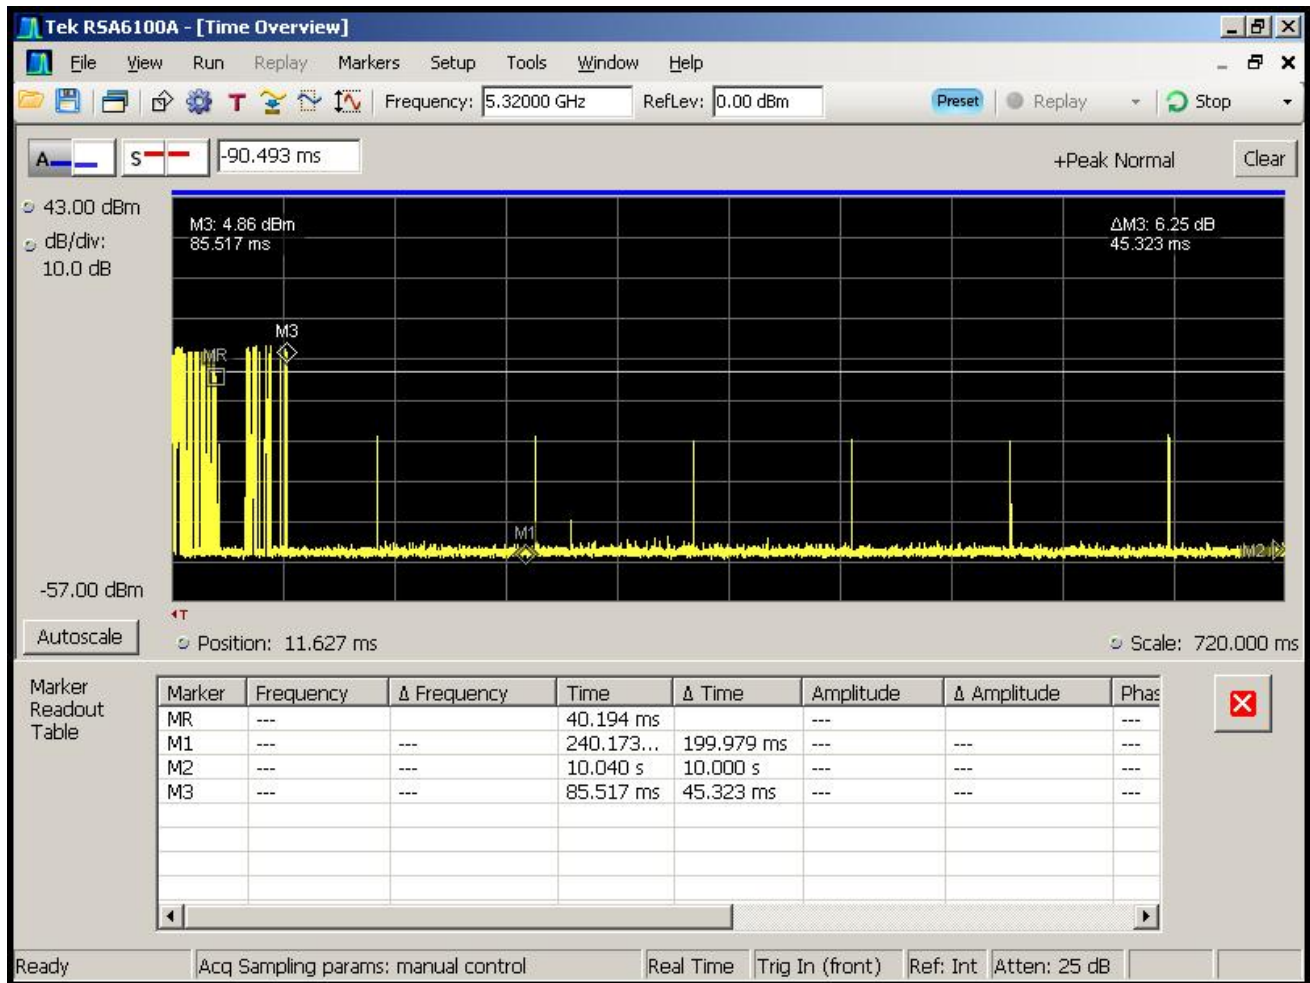 Tek RSA6100A - [Time Overview]
File View Run Replay Markers Setup Tools Window Help
T Frequency: 5.32000 GHz RefLev: 0.00 dBm Preset Replay Stop
A S -90.493 ms +Peak Normal Clear
43.00 dBm
dB/div:
10.0 dB
M3: 4.86 dBm
85.517 ms
ΔM3: 6.25 dB
45.323 ms
M3
MR
M1
M2
-57.00 dBm
T
Autoscale Position: 11.627 ms Scale: 720.000 ms
Marker
Readout
Table
Marker Frequency Δ Frequency Time Δ Time Amplitude Δ Amplitude Phas
MR --- 40.194 ms --- ---
M1 --- --- 240.173... 199.979 ms --- --- ---
M2 --- --- 10.040 s 10.000 s --- --- ---
M3 --- --- 85.517 ms 45.323 ms --- --- ---
Ready Acq Sampling params: manual control Real Time Trig In (front) Ref: Int Atten: 25 dB